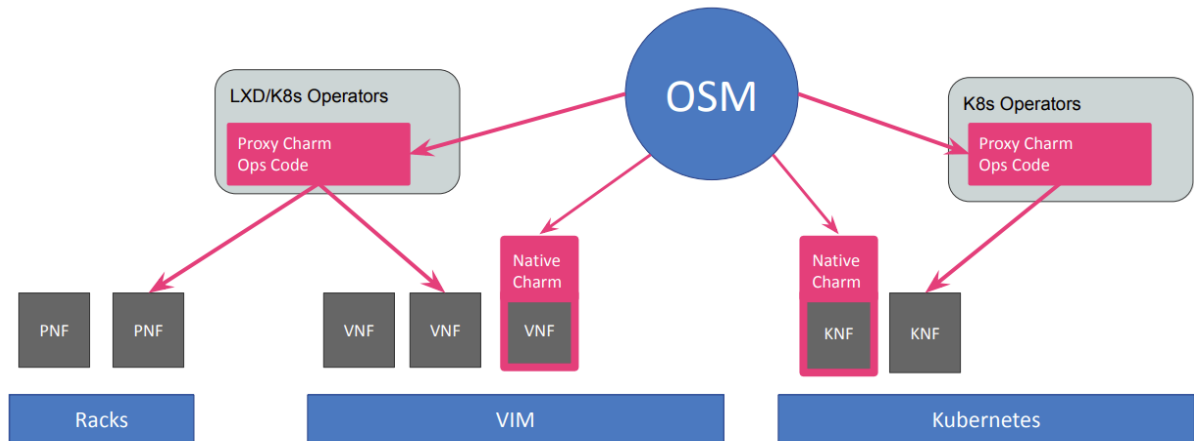 OSM
LXD/K8s Operators
Proxy Charm
Ops Code
K8s Operators
Proxy Charm
Ops Code
Native
Charm
Native
Charm
PNF
PNF
VNF
VNF
VNF
KNF
KNF
Racks
VIM
Kubernetes